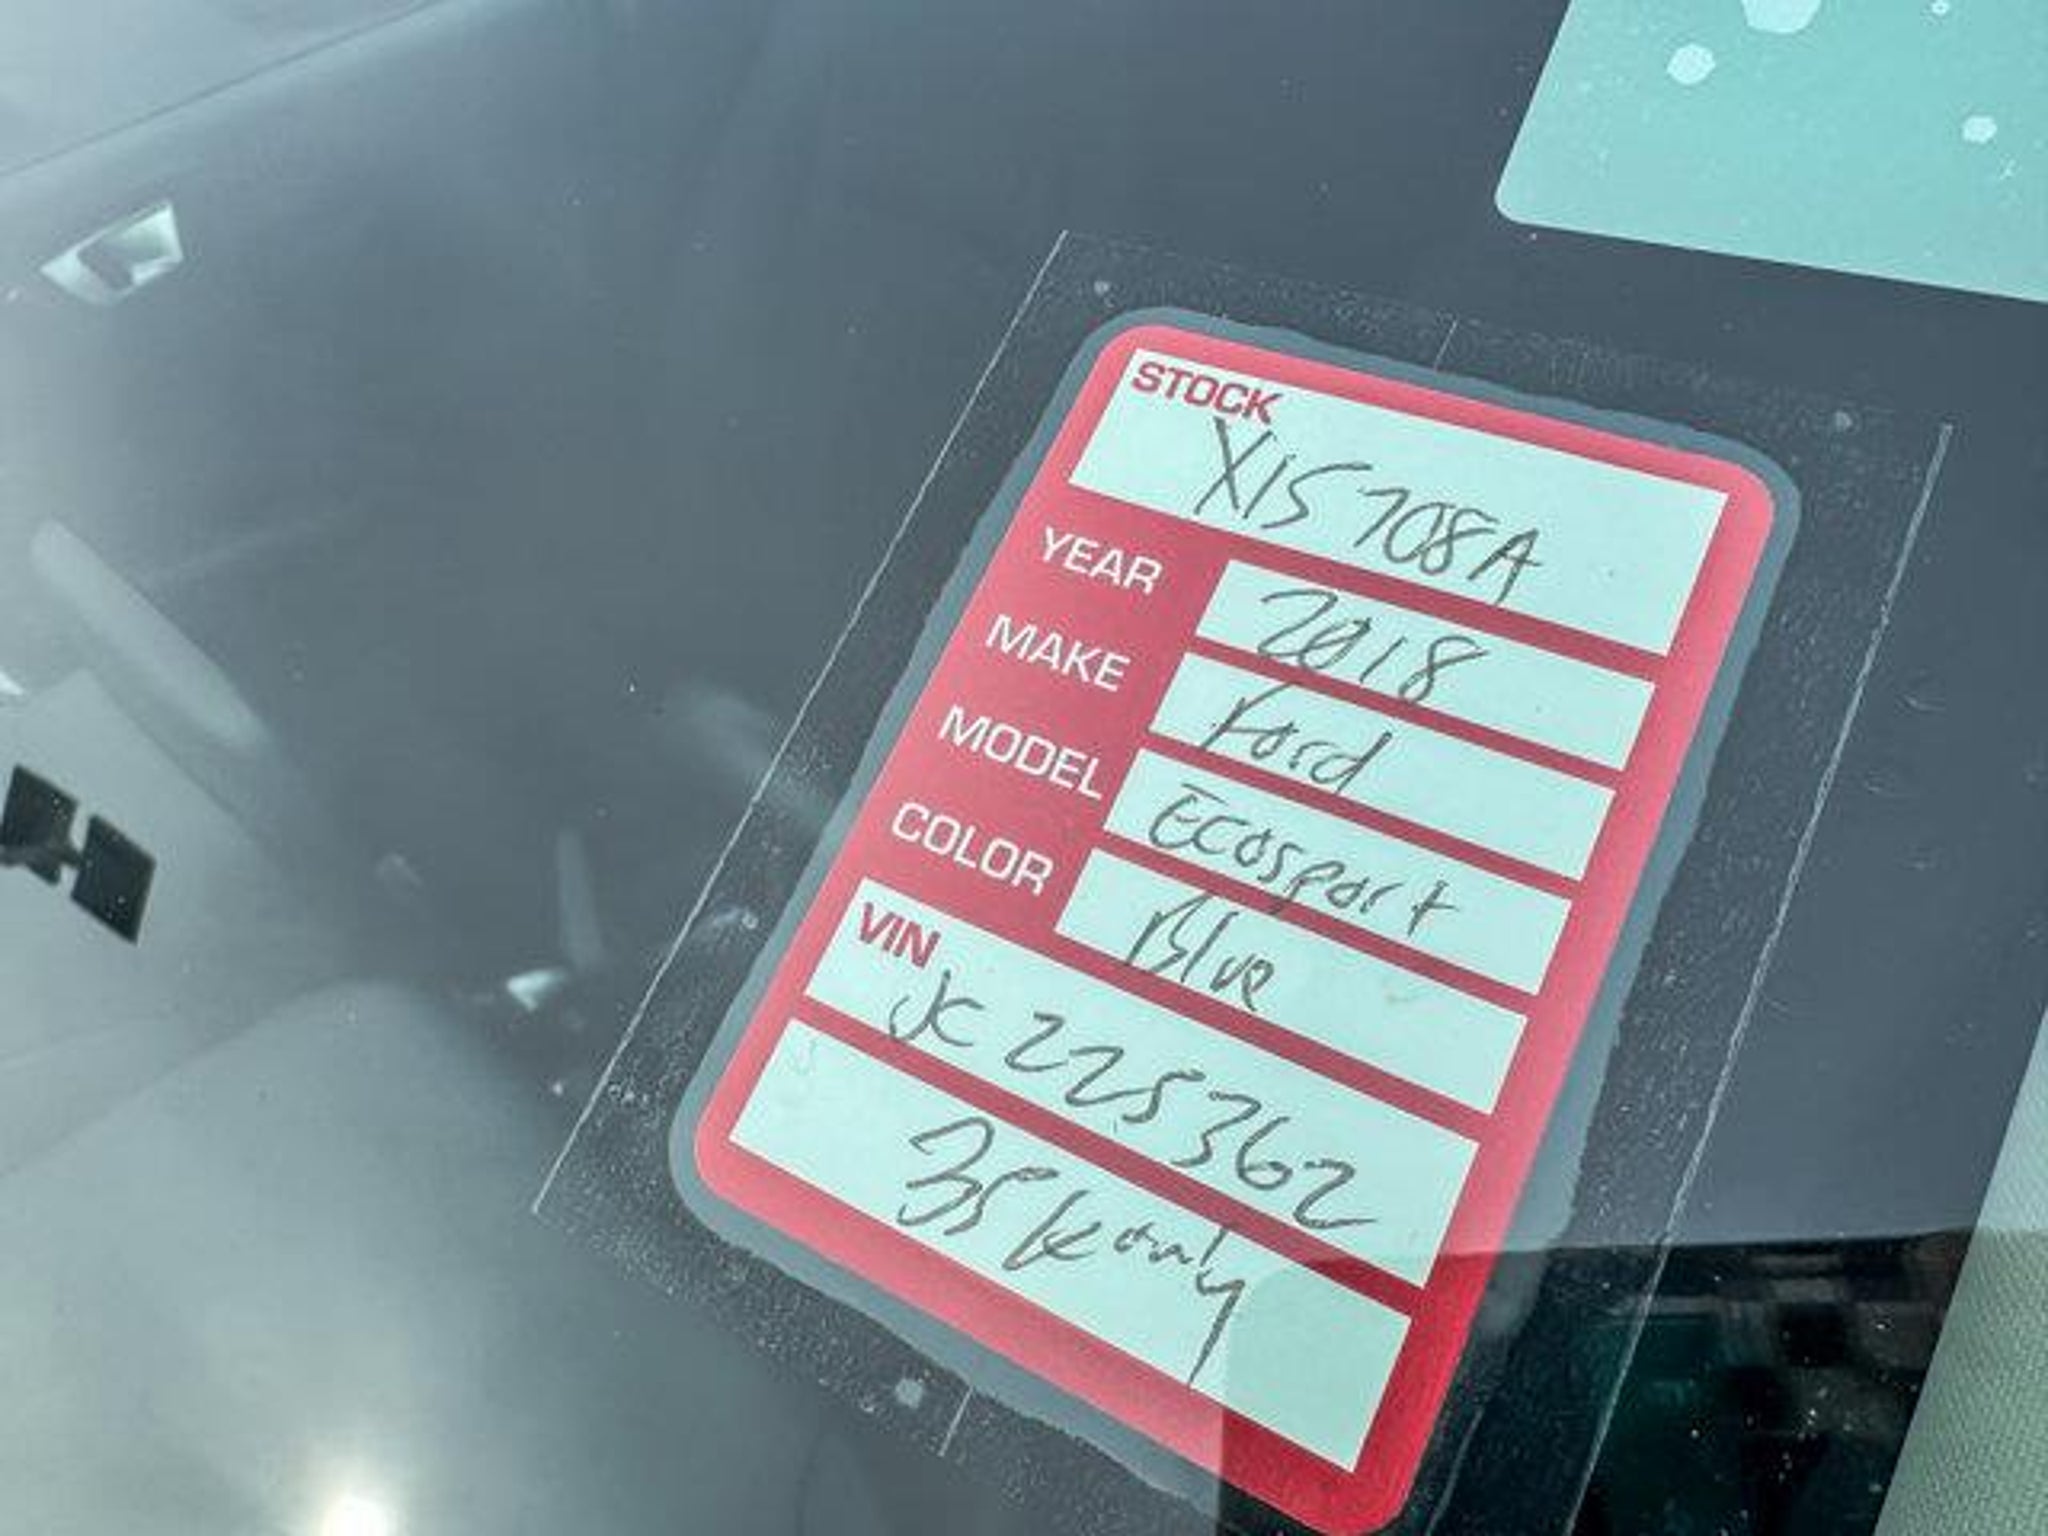 STOCK
X15708A
YEAR 2018
MAKE Ford
MODEL Ecosport
COLOR Blue
VIN
JC225362
35k only